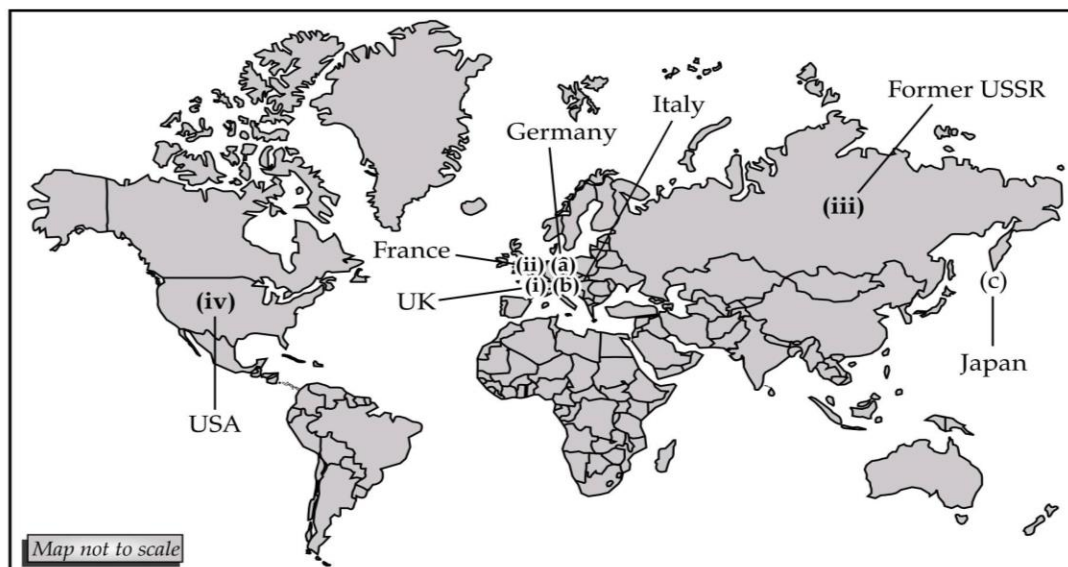 Former USSR
Italy
Germany
(iii)
France
(ii)
(a)
(c)
UK
(i)
(b)
(iv)
Japan
USA
Map not to scale